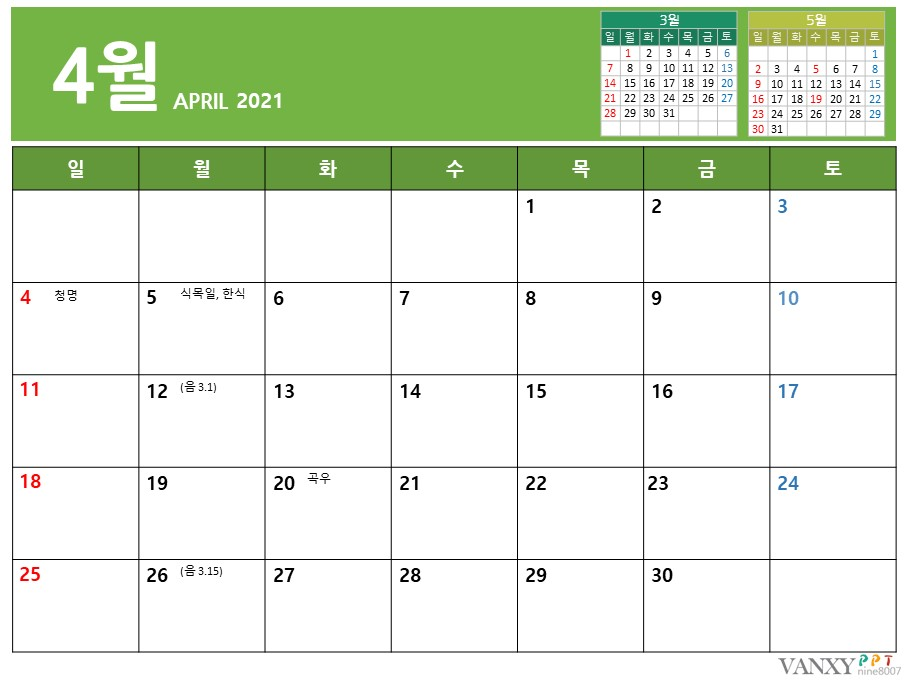 4월 APRIL 2021
3월
일 월 화 수 목 금 토
1 2 3 4 5 6
7 8 9 10 11 12 13
14 15 16 17 18 19 20
21 22 23 24 25 26 27
28 29 30 31
5월
일 월 화 수 목 금 토
1
2 3 4 5 6 7 8
9 10 11 12 13 14 15
16 17 18 19 20 21 22
23 24 25 26 27 28 29
30 31
일 월 화 수 목 금 토
1 2 3
4 청명 5 식목일, 한식 6 7 8 9 10
11 12 (음 3.1) 13 14 15 16 17
18 19 20 곡우 21 22 23 24
25 26 (음 3.15) 27 28 29 30
VANXY PPT
nine8007